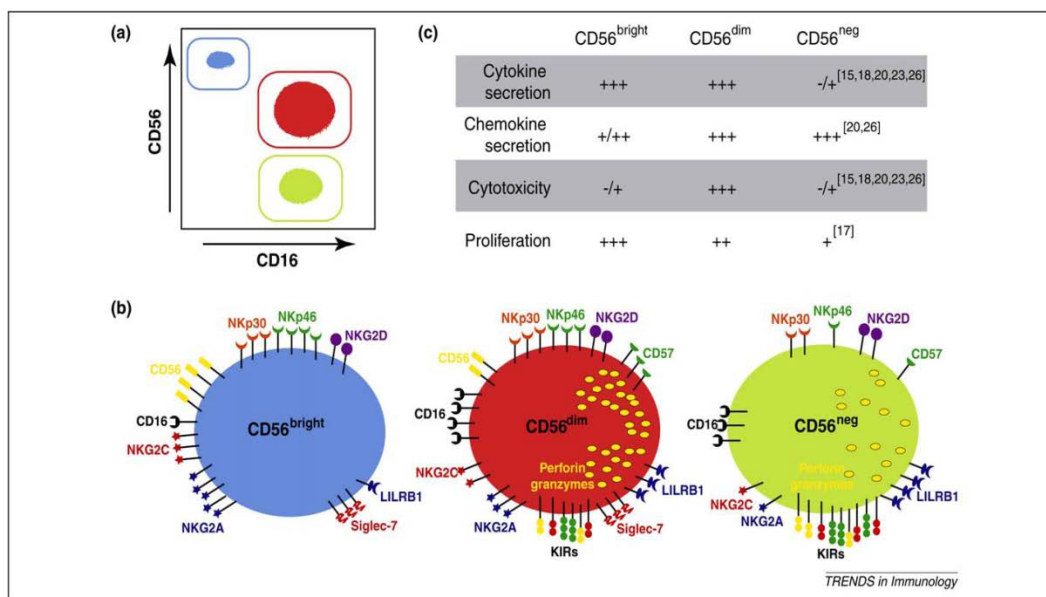 (a)
CD56
CD16
(c)
CD56bright CD56dim CD56neg
Cytokine secretion +++ +++ -/+[15,18,20,23,26]
Chemokine secretion +/++ +++ +++[20,26]
Cytotoxicity -/+ +++ -/+[15,18,20,23,26]
Proliferation +++ ++ +[17]
(b)
NKp30
NKp46
NKG2D
CD56
CD16
NKG2C
NKG2A
CD56bright
LILRB1
Siglec-7
NKp30
NKp46
NKG2D
CD56
CD57
CD16
CD56dim
NKG2C
Perforin
granzymes
NKG2A
LILRB1
Siglec-7
KIRs
NKp30
NKp46
NKG2D
CD57
CD16
CD56neg
Perforin
granzymes
NKG2C
NKG2A
LILRB1
KIRs
TRENDS in Immunology